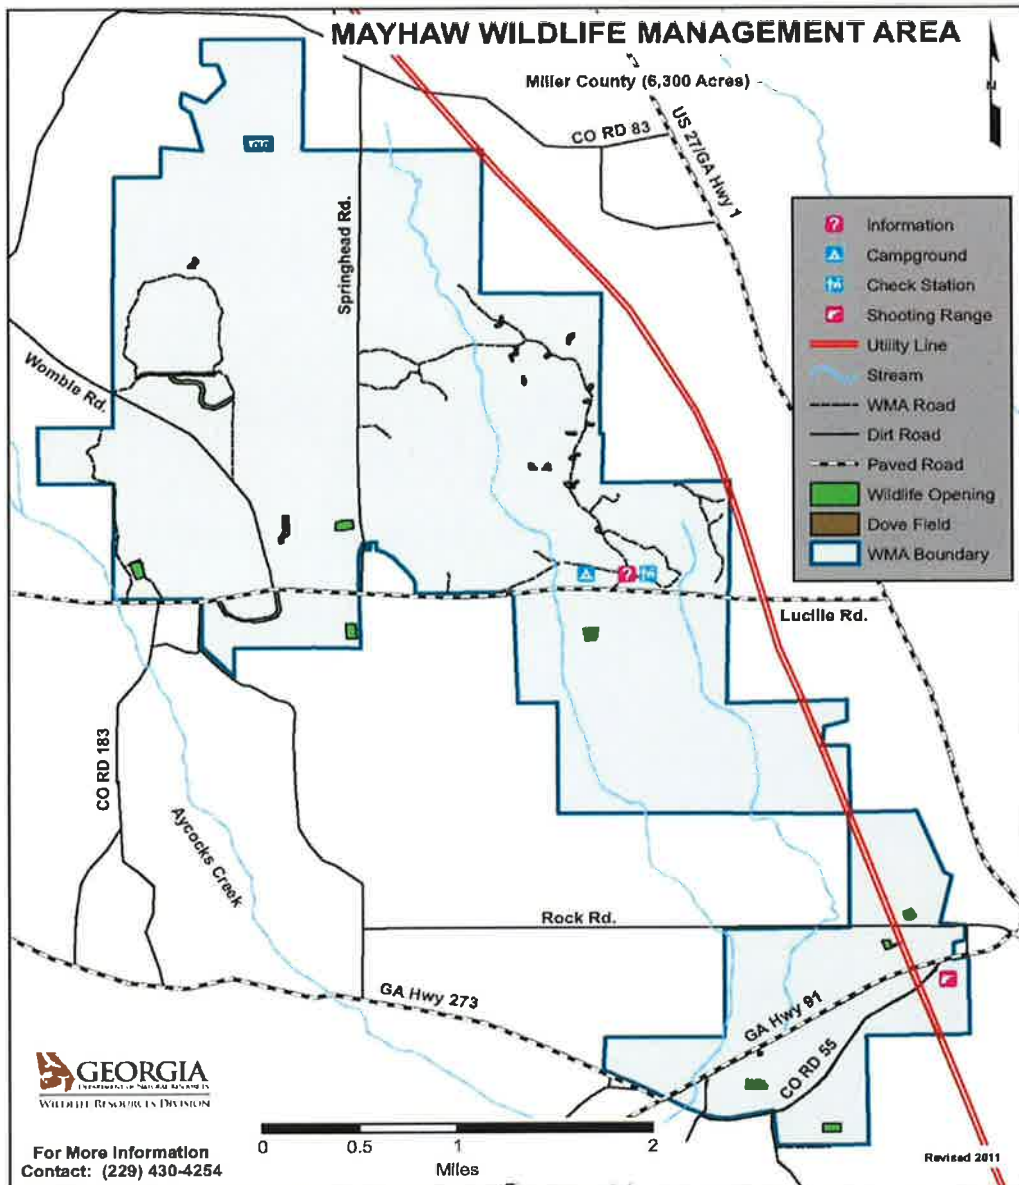 MAYHAW WILDLIFE MANAGEMENT AREA
Miller County (6,300 Acres)
N
CO RD 83
US 27/GA Hwy 1
Springhead Rd.
Womble Rd.
Information
Campground
Check Station
Shooting Range
Utility Line
Stream
WMA Road
Dirt Road
Paved Road
Wildlife Opening
Dove Field
WMA Boundary
Lucille Rd.
CO RD 183
Aycocks Creek
Rock Rd.
GA Hwy 273
GA Hwy 91
CO RD 55
GEORGIA
DEPARTMENT OF NATURAL RESOURCES
WILDLIFE RESOURCES DIVISION
For More Information
Contact: (229) 430-4254
0 0.5 1 2
Miles
Revised 2011